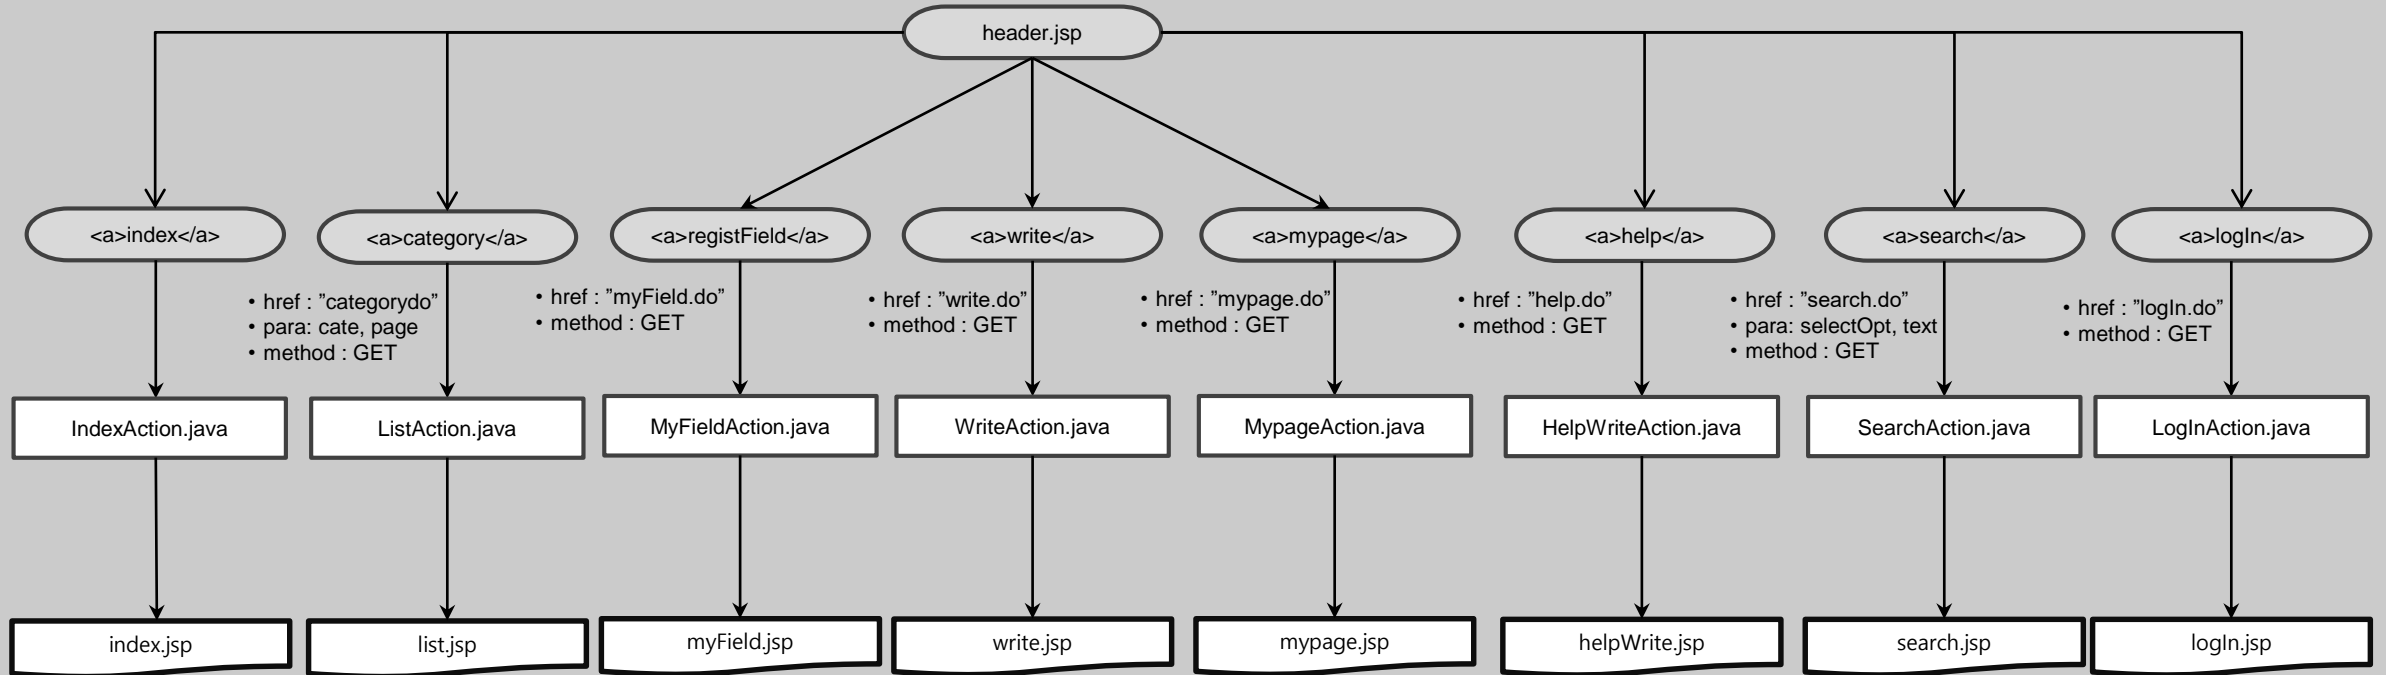 header.jsp
<a>index</a>
<a>category</a>
<a>registField</a>
<a>write</a>
<a>mypage</a>
<a>help</a>
<a>search</a>
<a>logIn</a>
• href : ”categorydo”
• para: cate, page
• method : GET
• href : ”myField.do”
• method : GET
• href : ”write.do”
• method : GET
• href : ”mypage.do”
• method : GET
• href : ”help.do”
• method : GET
• href : ”search.do”
• para: selectOpt, text
• method : GET
• href : ”logIn.do”
• method : GET
IndexAction.java
ListAction.java
MyFieldAction.java
WriteAction.java
MypageAction.java
HelpWriteAction.java
SearchAction.java
LogInAction.java
index.jsp
list.jsp
myField.jsp
write.jsp
mypage.jsp
helpWrite.jsp
search.jsp
logIn.jsp